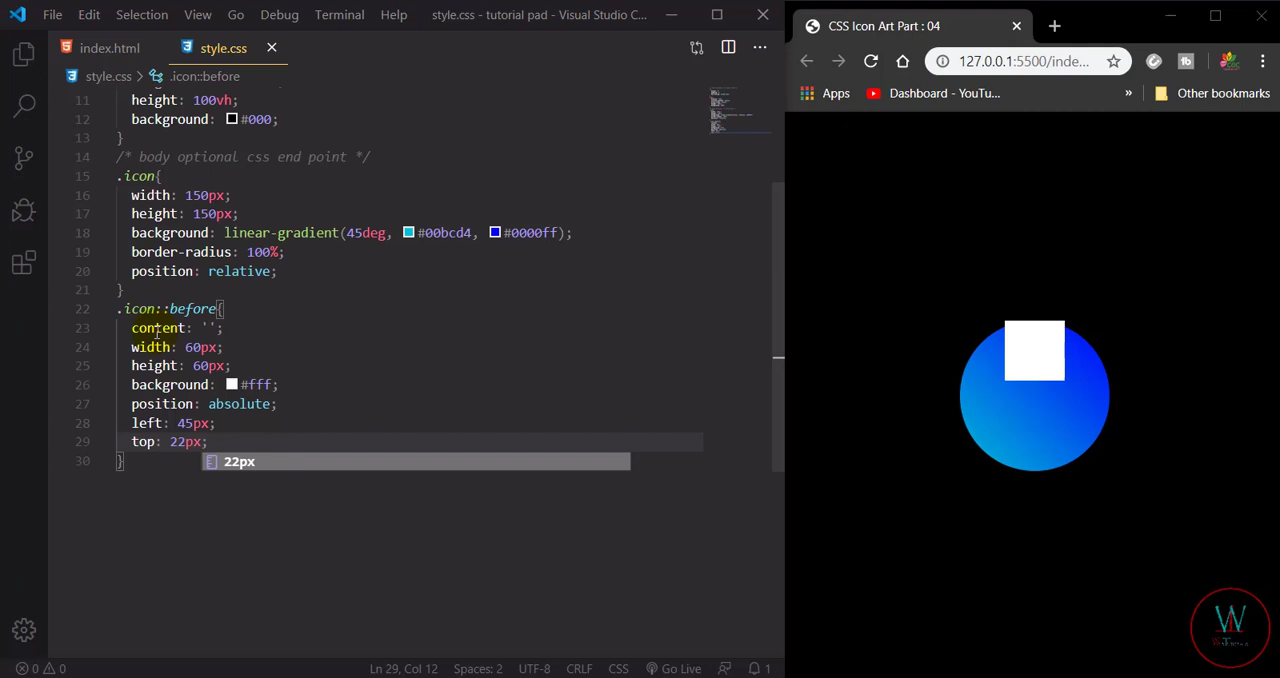 File Edit Selection View Go Debug Terminal Help style.css - tutorial pad - Visual Studio C...
index.html style.css
style.css > .icon::before
11 height: 100vh;
12 background: #000;
13 }
14 /* body optional css end point */
15 .icon{
16 width: 150px;
17 height: 150px;
18 background: linear-gradient(45deg, #00bcd4, #0000ff);
19 border-radius: 100%;
20 position: relative;
21 }
22 .icon::before{
23 content: '';
24 width: 60px;
25 height: 60px;
26 background: #fff;
27 position: absolute;
28 left: 45px;
29 top: 22px;
30 }
22px
0 0 Ln 29, Col 12 Spaces: 2 UTF-8 CRLF CSS Go Live 1
CSS Icon Art Part : 04
127.0.0.1:5500/inde...
Apps Dashboard - YouTu... » Other bookmarks